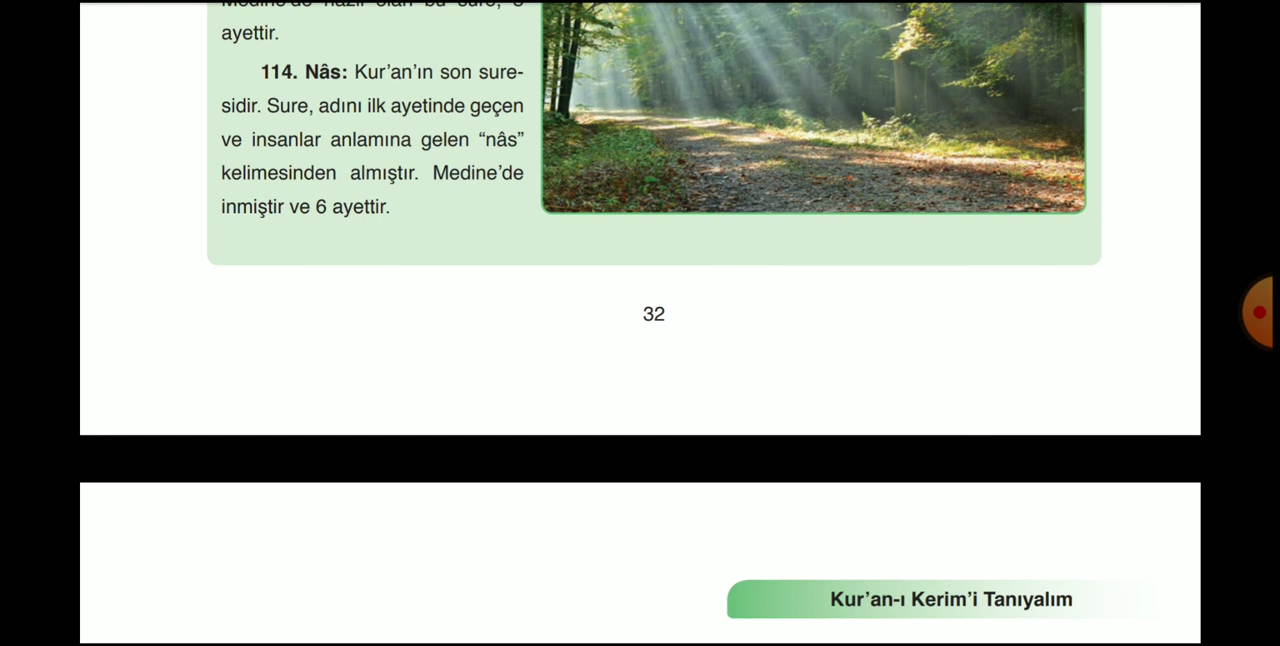 ayettir.
114. Nâs: Kur’an’ın son sure-
sidir. Sure, adını ilk ayetinde geçen
ve insanlar anlamına gelen “nâs”
kelimesinden almıştır. Medine’de
inmiştir ve 6 ayettir.
32
Kur’an-ı Kerim’i Tanıyalım